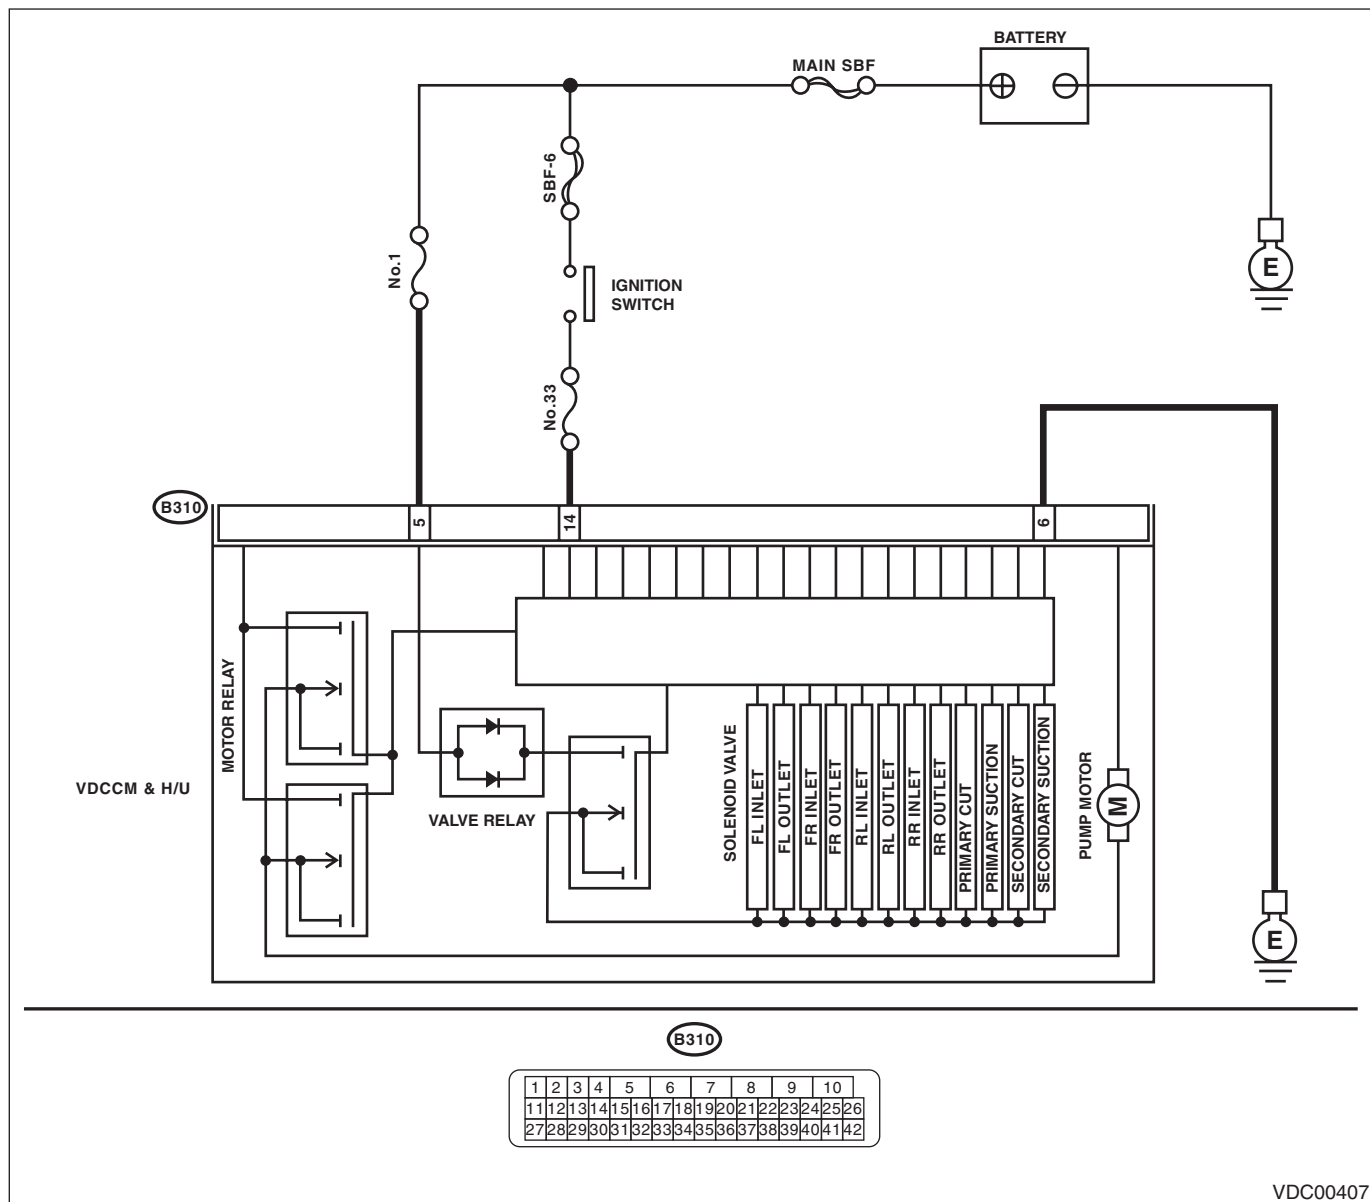 BATTERY
MAIN SBF
SBF-6
No.1
IGNITION
SWITCH
E
No.33
B310
5
14
6
MOTOR RELAY
VDCCM & H/U
VALVE RELAY
SOLENOID VALVE
FL INLET
FL OUTLET
FR INLET
FR OUTLET
RL INLET
RL OUTLET
RR INLET
RR OUTLET
PRIMARY CUT
PRIMARY SUCTION
SECONDARY CUT
SECONDARY SUCTION
PUMP MOTOR
M
E
B310
1 2 3 4 5 6 7 8 9 10
11 12 13 14 15 16 17 18 19 20 21 22 23 24 25 26
27 28 29 30 31 32 33 34 35 36 37 38 39 40 41 42
VDC00407